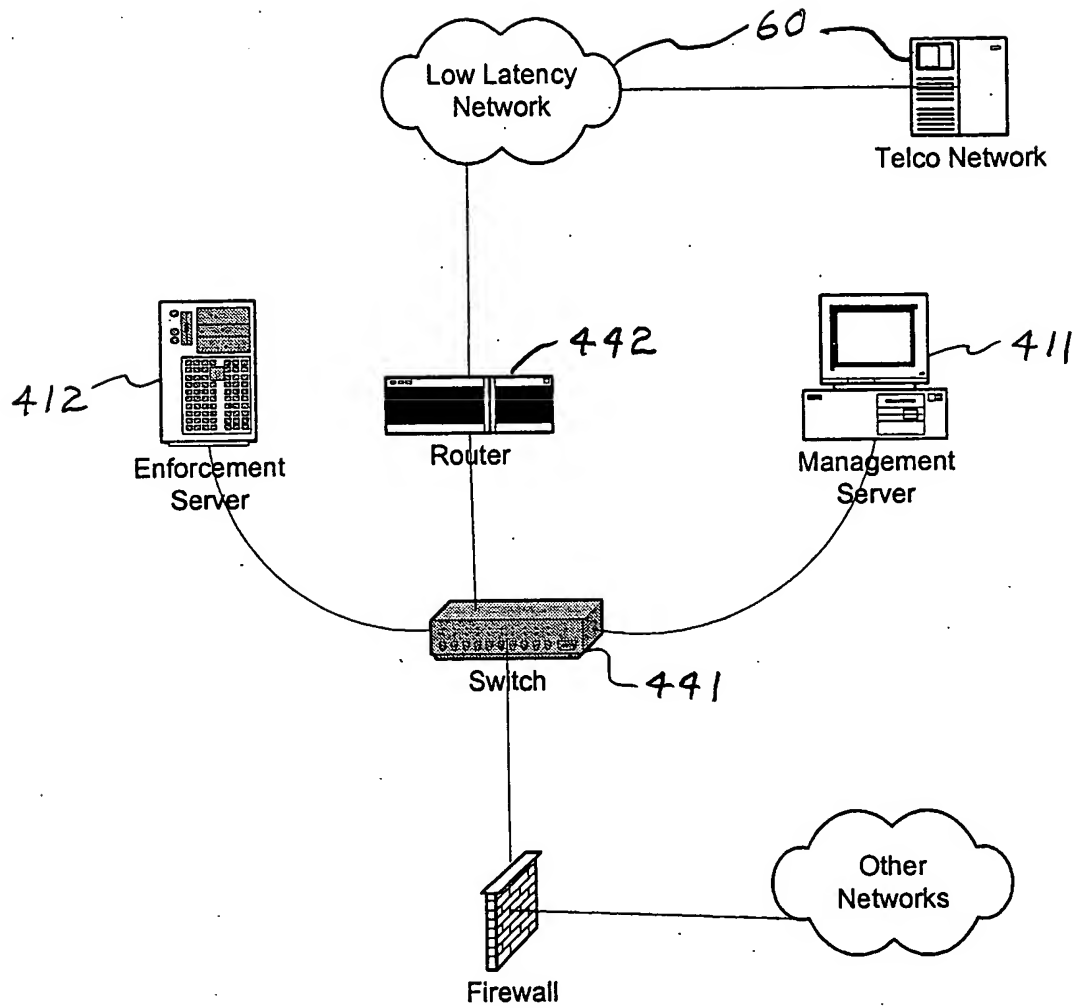 60
Low Latency
Network
Telco Network
442
411
412
Router
Enforcement
Server
Management
Server
Switch
441
Other
Networks
Firewall